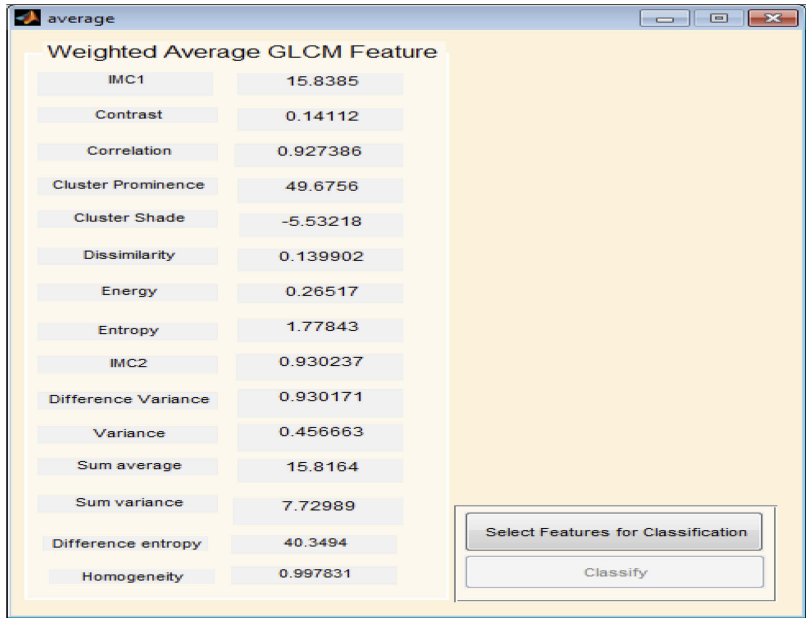 average
Weighted Average GLCM Feature
IMC1 15.8385
Contrast 0.14112
Correlation 0.927386
Cluster Prominence 49.6756
Cluster Shade -5.53218
Dissimilarity 0.139902
Energy 0.26517
Entropy 1.77843
IMC2 0.930237
Difference Variance 0.930171
Variance 0.456663
Sum average 15.8164
Sum variance 7.72989
Difference entropy 40.3494
Homogeneity 0.997831
Select Features for Classification
Classify